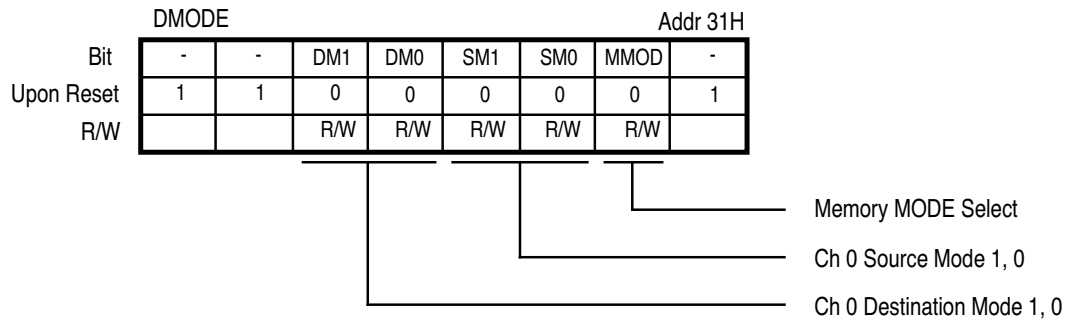 DMODE Addr 31H
Bit - - DM1 DM0 SM1 SM0 MMOD -
Upon Reset 1 1 0 0 0 0 0 1
R/W R/W R/W R/W R/W R/W
Memory MODE Select
Ch 0 Source Mode 1, 0
Ch 0 Destination Mode 1, 0